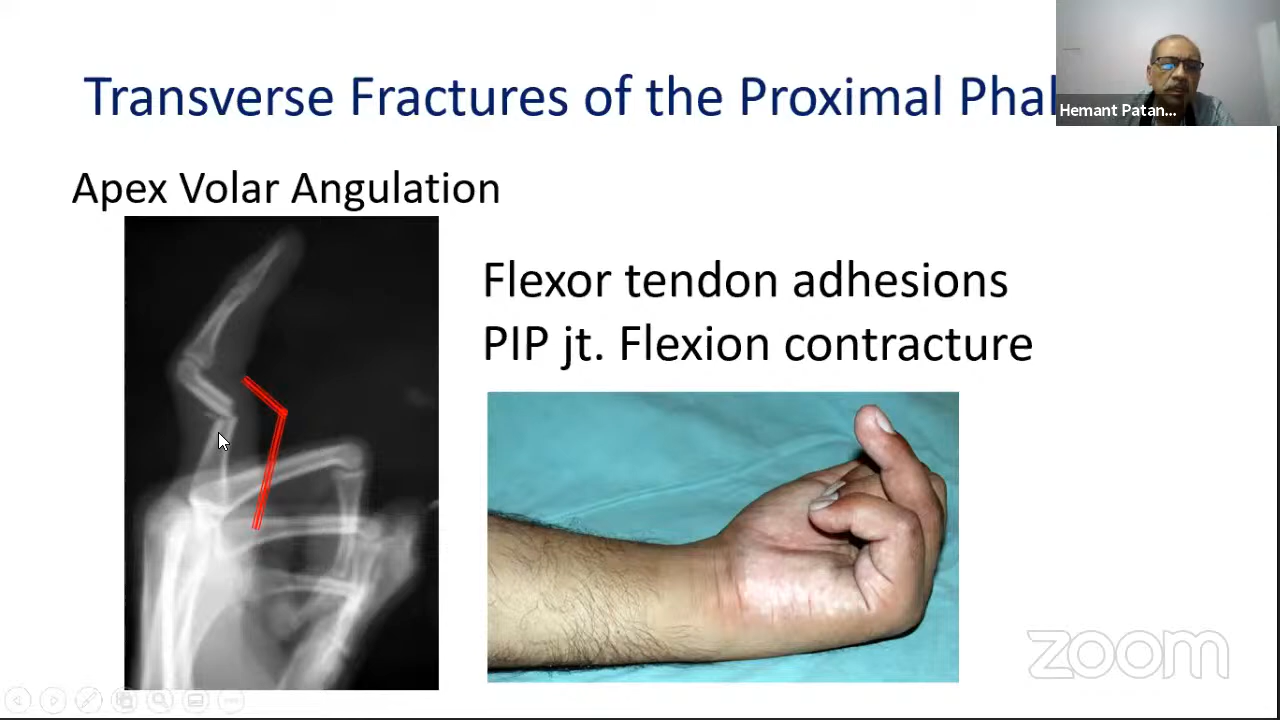 Transverse Fractures of the Proximal Phal
Hemant Patan...
Apex Volar Angulation
Flexor tendon adhesions
PIP jt. Flexion contracture
zoom